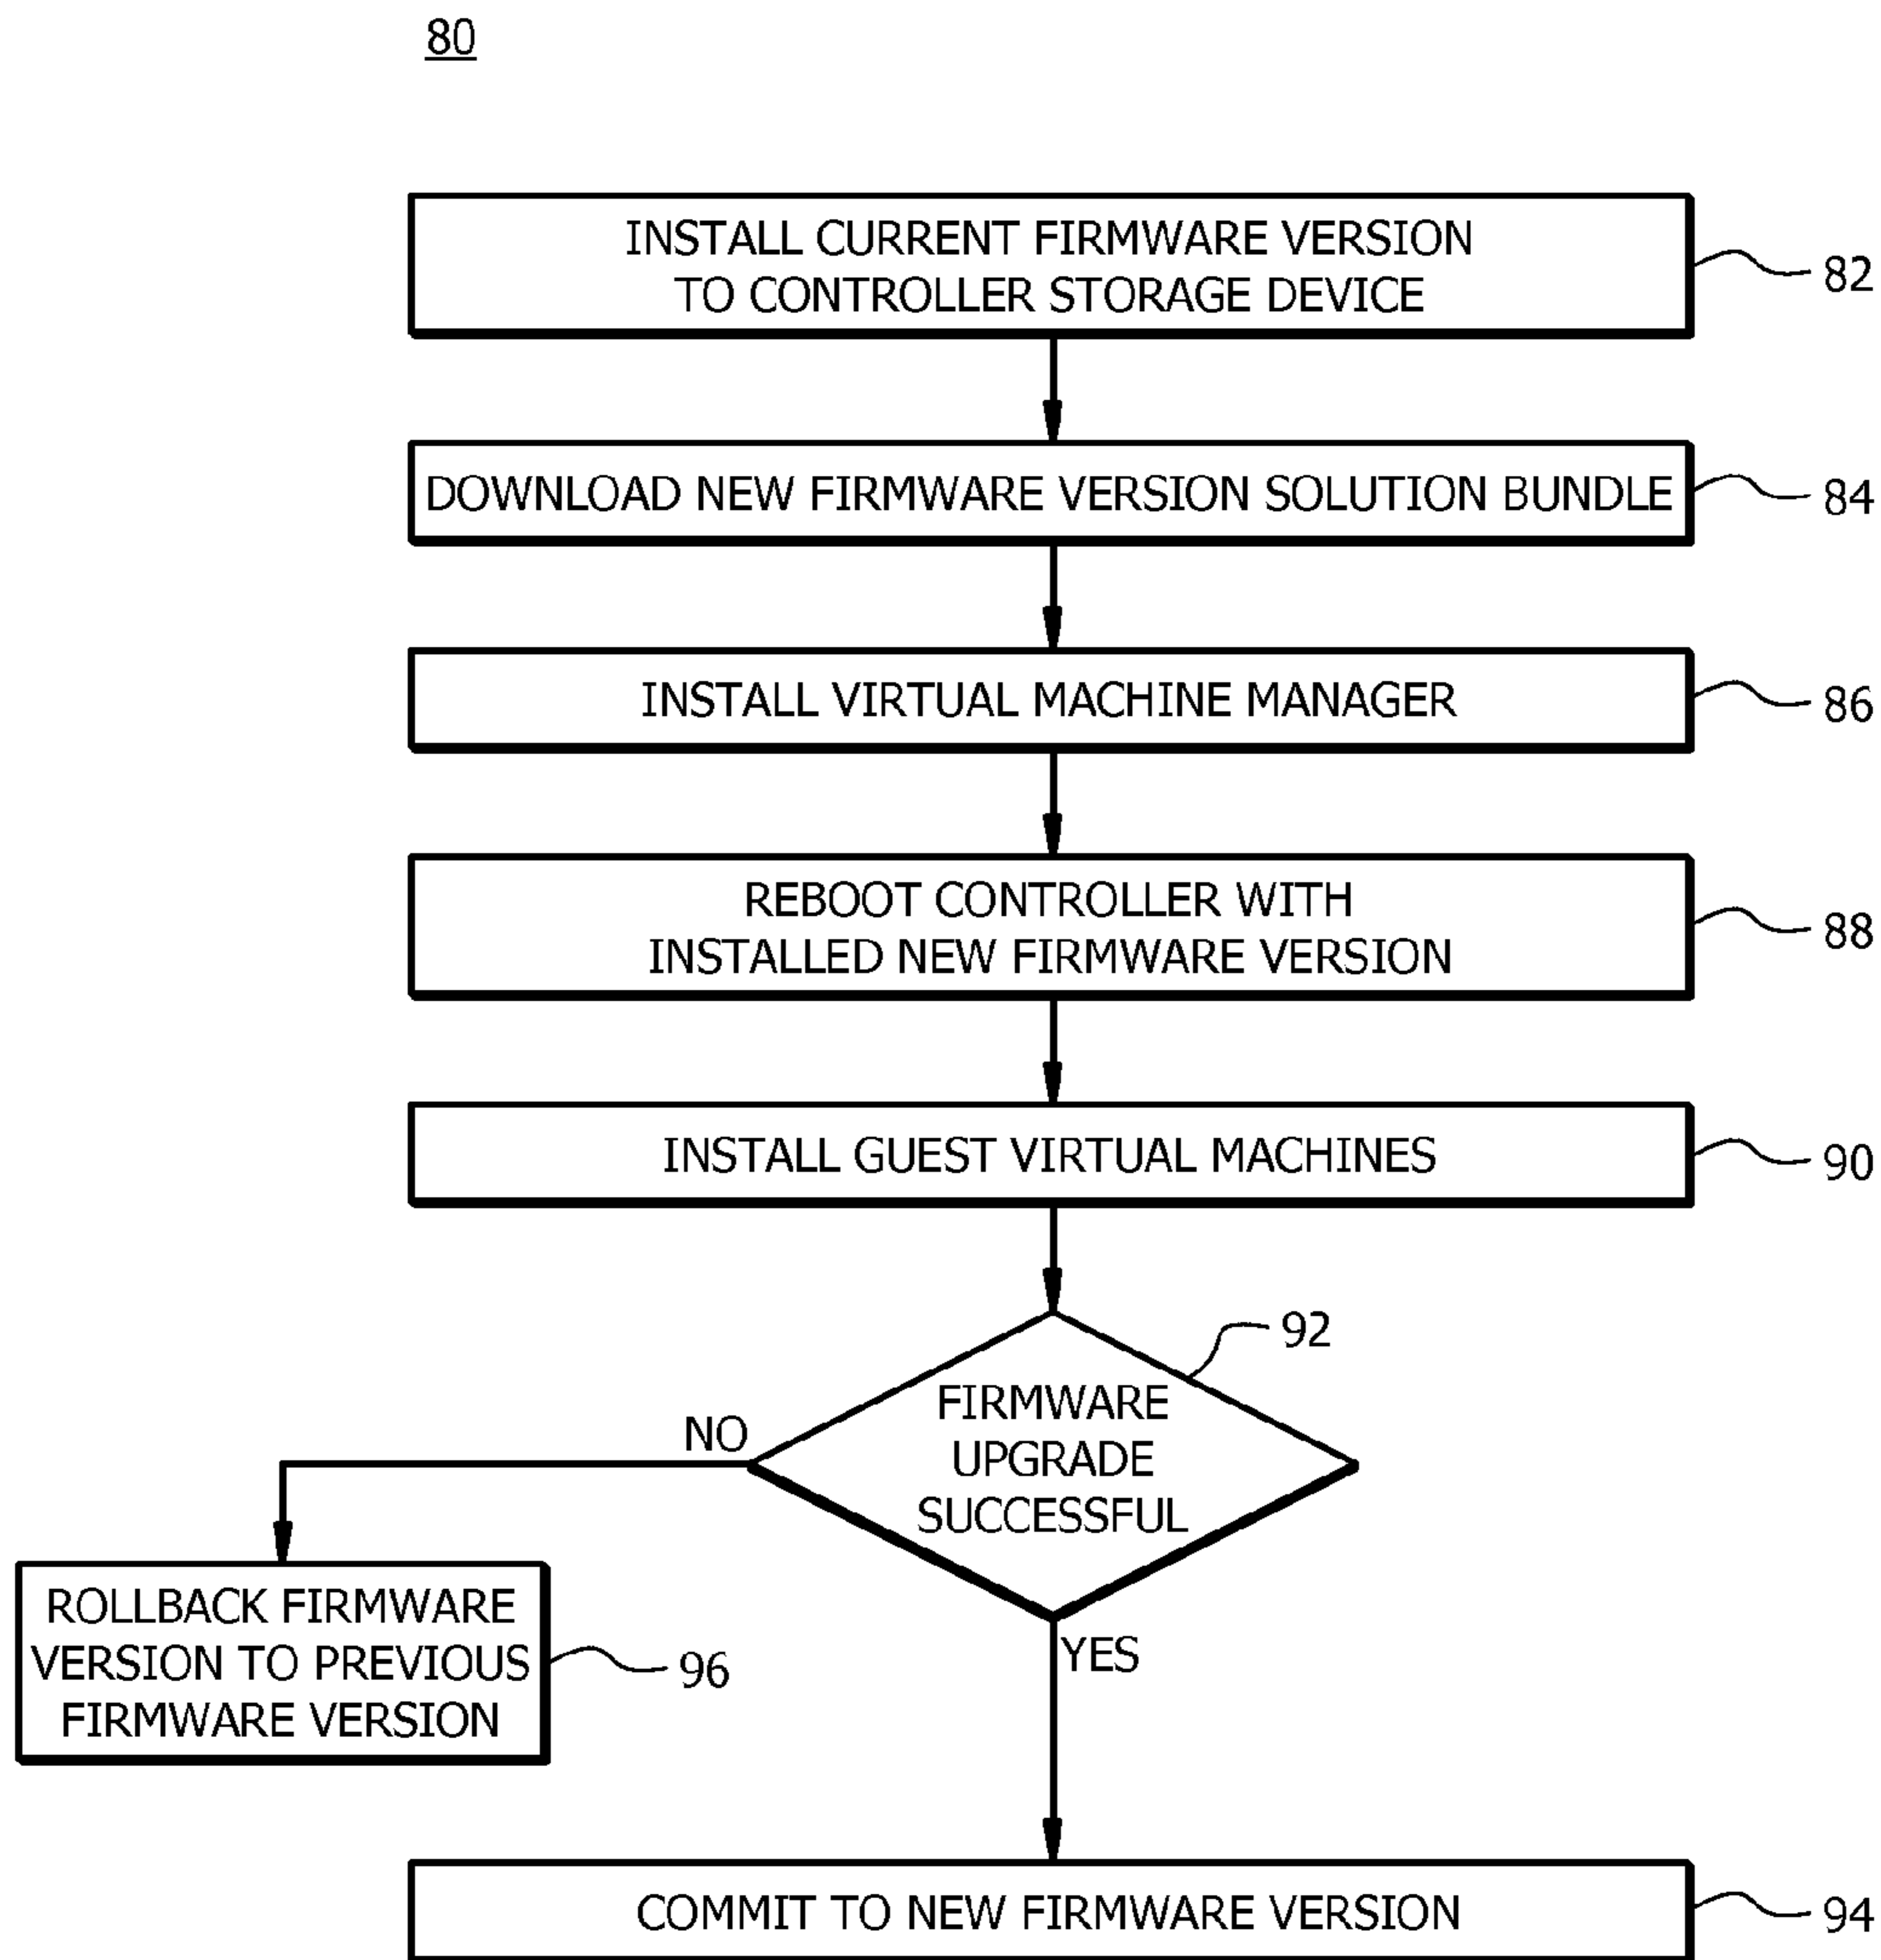 80
INSTALL CURRENT FIRMWARE VERSION
TO CONTROLLER STORAGE DEVICE
82
DOWNLOAD NEW FIRMWARE VERSION SOLUTION BUNDLE
84
INSTALL VIRTUAL MACHINE MANAGER
86
REBOOT CONTROLLER WITH
INSTALLED NEW FIRMWARE VERSION
88
INSTALL GUEST VIRTUAL MACHINES
90
92
FIRMWARE
UPGRADE
SUCCESSFUL
NO
ROLLBACK FIRMWARE
VERSION TO PREVIOUS
FIRMWARE VERSION
96
YES
COMMIT TO NEW FIRMWARE VERSION
94